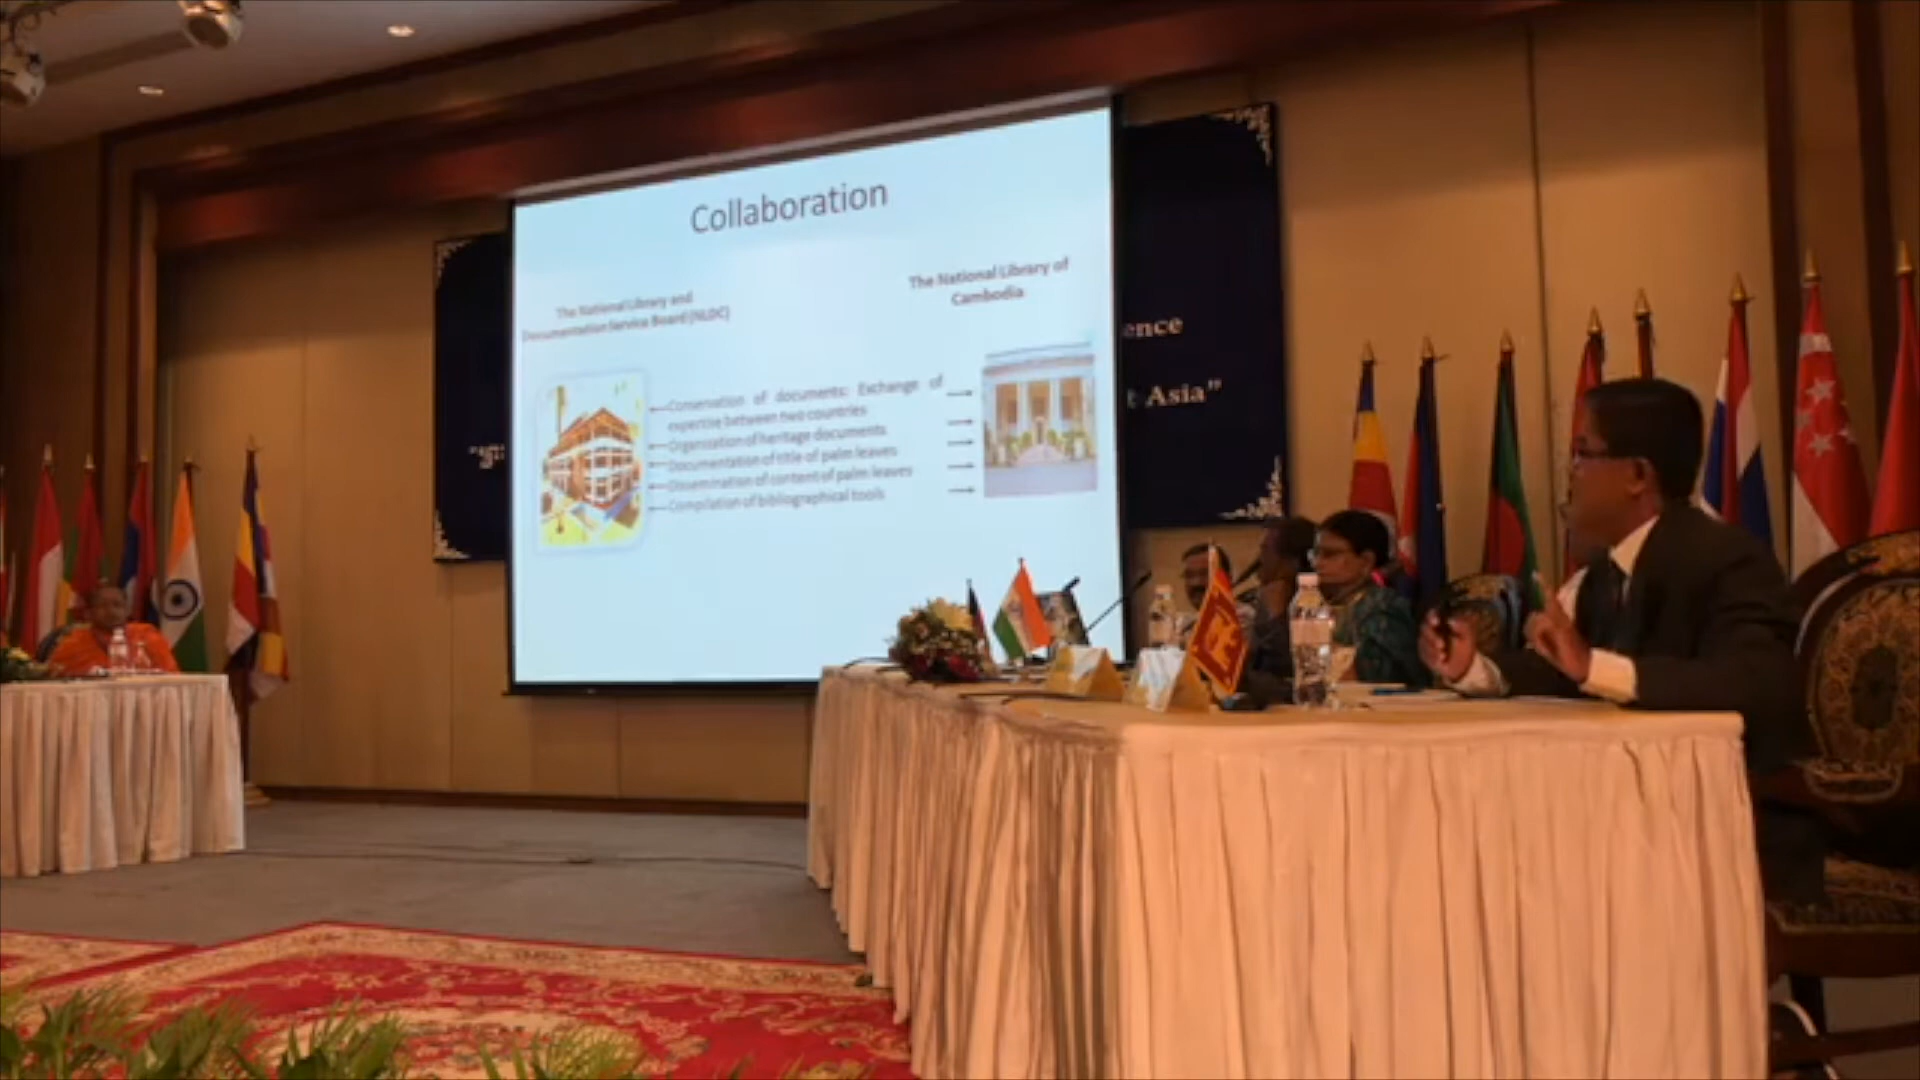 Collaboration
The National Library and
Documentation Service Board (NLDC)
The National Library of
Cambodia
Conservation of documents: Exchange of
expertise between two countries
Organization of heritage documents
Documentation of title of palm leaves
Dissemination of content of palm leaves
Compilation of bibliographical tools
ence
Asia”